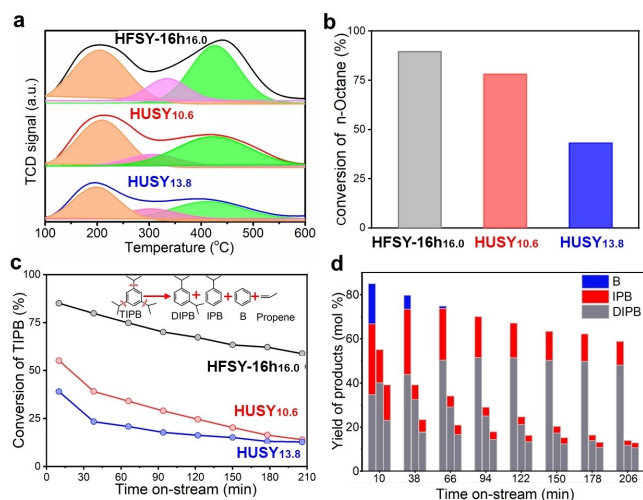 a
HFSY-16h16.0
HUSY10.6
HUSY13.8
TCD signal (a.u.)
100 200 300 400 500 600
Temperature (°C)
b
Conversion of n-Octane (%)
100
75
50
25
0
HFSY-16h16.0 HUSY10.6 HUSY13.8
c
Conversion of TIPB (%)
100
75
50
25
0
TIPB DIPB + IPB + B + Propene
HFSY-16h16.0
HUSY10.6
HUSY13.8
0 30 60 90 120 150 180 210
Time on-stream (min)
d
Yield of products (mol %)
80
60
40
20
0
B
IPB
DIPB
10 38 66 94 122 150 178 206
Time on-stream (min)